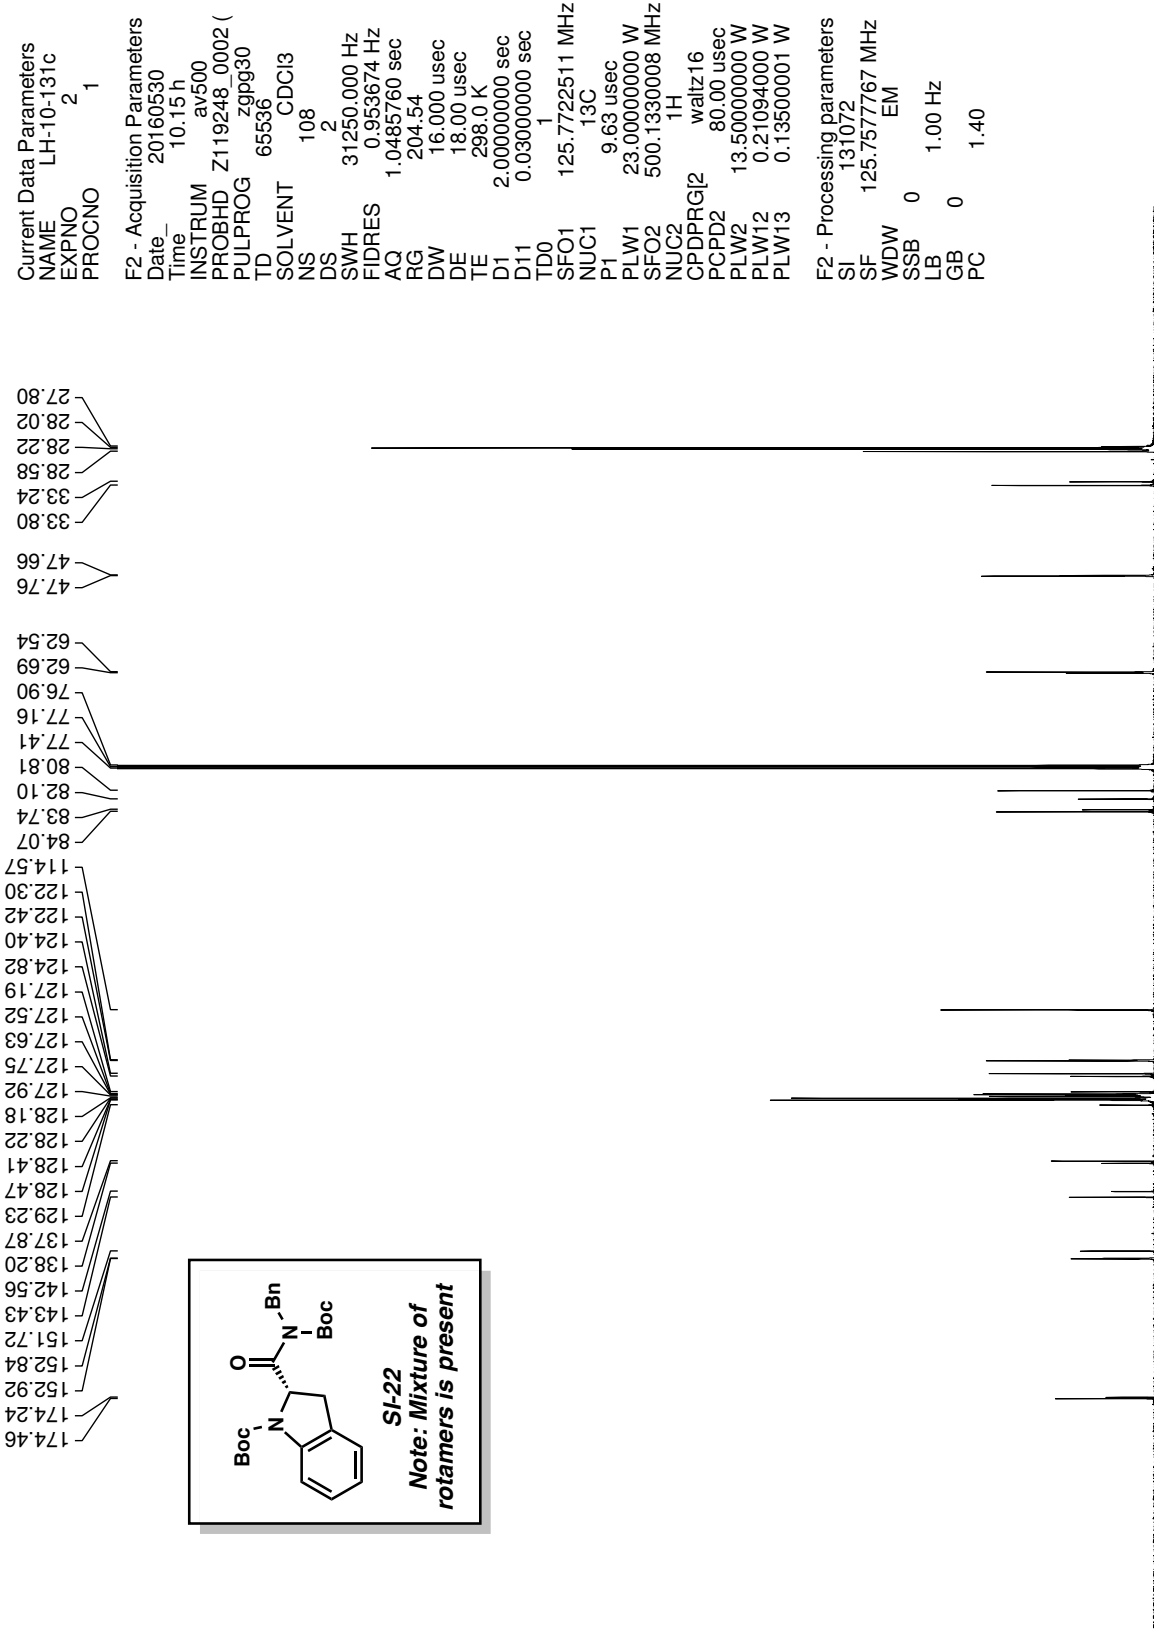 Current Data Parameters
NAME LH-10-131c
EXPNO 2
PROCNO 1
F2 - Acquisition Parameters
Date_ 20160530
Time 10.15 h
INSTRUM av500
PROBHD Z119248_0002 (
PULPROG zgpg30
TD 65536
SOLVENT CDCl3
NS 108
DS 2
SWH 31250.000 Hz
FIDRES 0.953674 Hz
AQ 1.0485760 sec
RG 204.54
DW 16.000 usec
DE 18.00 usec
TE 298.0 K
D1 2.00000000 sec
D11 0.03000000 sec
TD0 1
SFO1 125.7722511 MHz
NUC1 13C
P1 9.63 usec
PLW1 23.00000000 W
SFO2 500.1330008 MHz
NUC2 1H
CPDPRG[2 waltz16
PCPD2 80.00 usec
PLW2 13.50000000 W
PLW12 0.21094000 W
PLW13 0.13500001 W
F2 - Processing parameters
SI 131072
SF 125.7577767 MHz
WDW EM
SSB 0
LB 1.00 Hz
GB 0
PC 1.40
174.46
174.24
152.92
152.84
151.72
143.43
142.56
138.20
137.87
129.23
128.47
128.41
128.22
128.18
127.92
127.75
127.63
127.52
127.19
124.82
124.40
122.42
122.30
114.57
84.07
83.74
82.10
80.81
77.41
77.16
76.90
62.69
62.54
47.76
47.66
33.80
33.24
28.58
28.22
28.02
27.80
Boc
N
O
N
Bn
Boc
SI-22
Note: Mixture of
rotamers is present